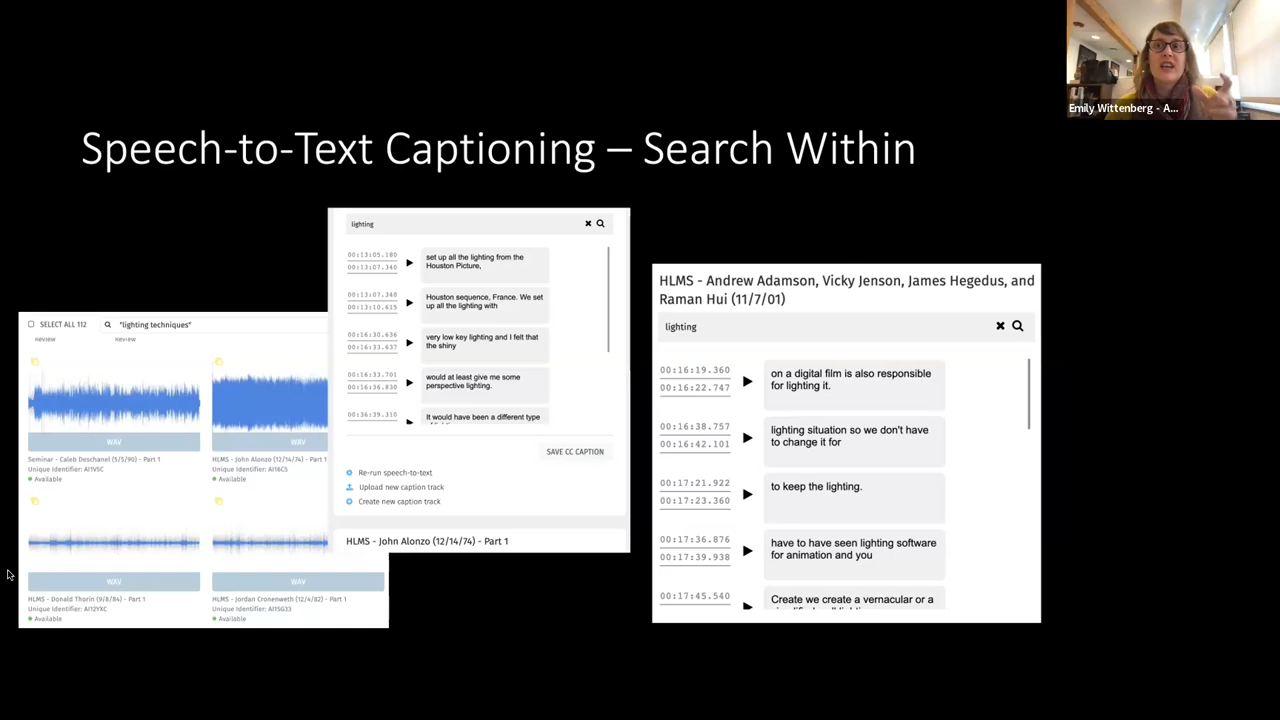 Emily Wittenberg - A...
Speech-to-Text Captioning – Search Within
SELECT ALL 112
"lighting techniques"
Review
Review
WAV
WAV
Seminar - Caleb Deschanel (5/5/90) - Part 1
Unique Identifier: AI1V5C
Available
HLMS - John Alonzo (12/14/74) - Part 1
Unique Identifier: AI16C5
Available
WAV
WAV
HLMS - Donald Thorin (9/8/84) - Part 1
Unique Identifier: AI12YXC
Available
HLMS - Jordan Cronenweth (12/4/82) - Part 1
Unique Identifier: AI15G33
Available
lighting
00:13:05.180
00:13:07.340
set up all the lighting from the
Houston Picture,
00:13:07.340
00:13:10.615
Houston sequence, France. We set
up all the lighting with
00:16:30.636
00:16:33.637
very low key lighting and I felt that
the shiny
00:16:33.701
00:16:36.830
would at least give me some
perspective lighting.
00:36:39.310
It would have been a different type
SAVE CC CAPTION
Re-run speech-to-text
Upload new caption track
Create new caption track
HLMS - John Alonzo (12/14/74) - Part 1
HLMS - Andrew Adamson, Vicky Jenson, James Hegedus, and
Raman Hui (11/7/01)
lighting
00:16:19.360
00:16:22.747
on a digital film is also responsible
for lighting it.
00:16:38.757
00:16:42.101
lighting situation so we don't have
to change it for
00:17:21.922
00:17:23.360
to keep the lighting.
00:17:36.876
00:17:39.938
have to have seen lighting software
for animation and you
00:17:45.540
Create we create a vernacular or a